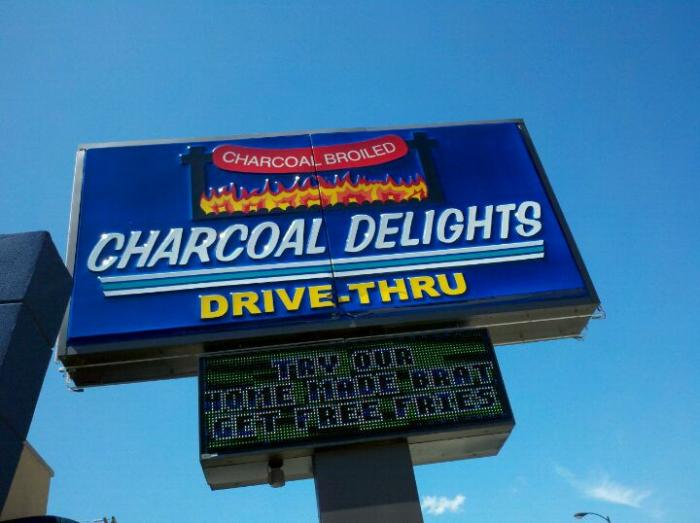 CHARCOAL BROILED
CHARCOAL DELIGHTS
DRIVE-THRU
TRY OUR
HOME MADE BRAT
GET FREE FRIES